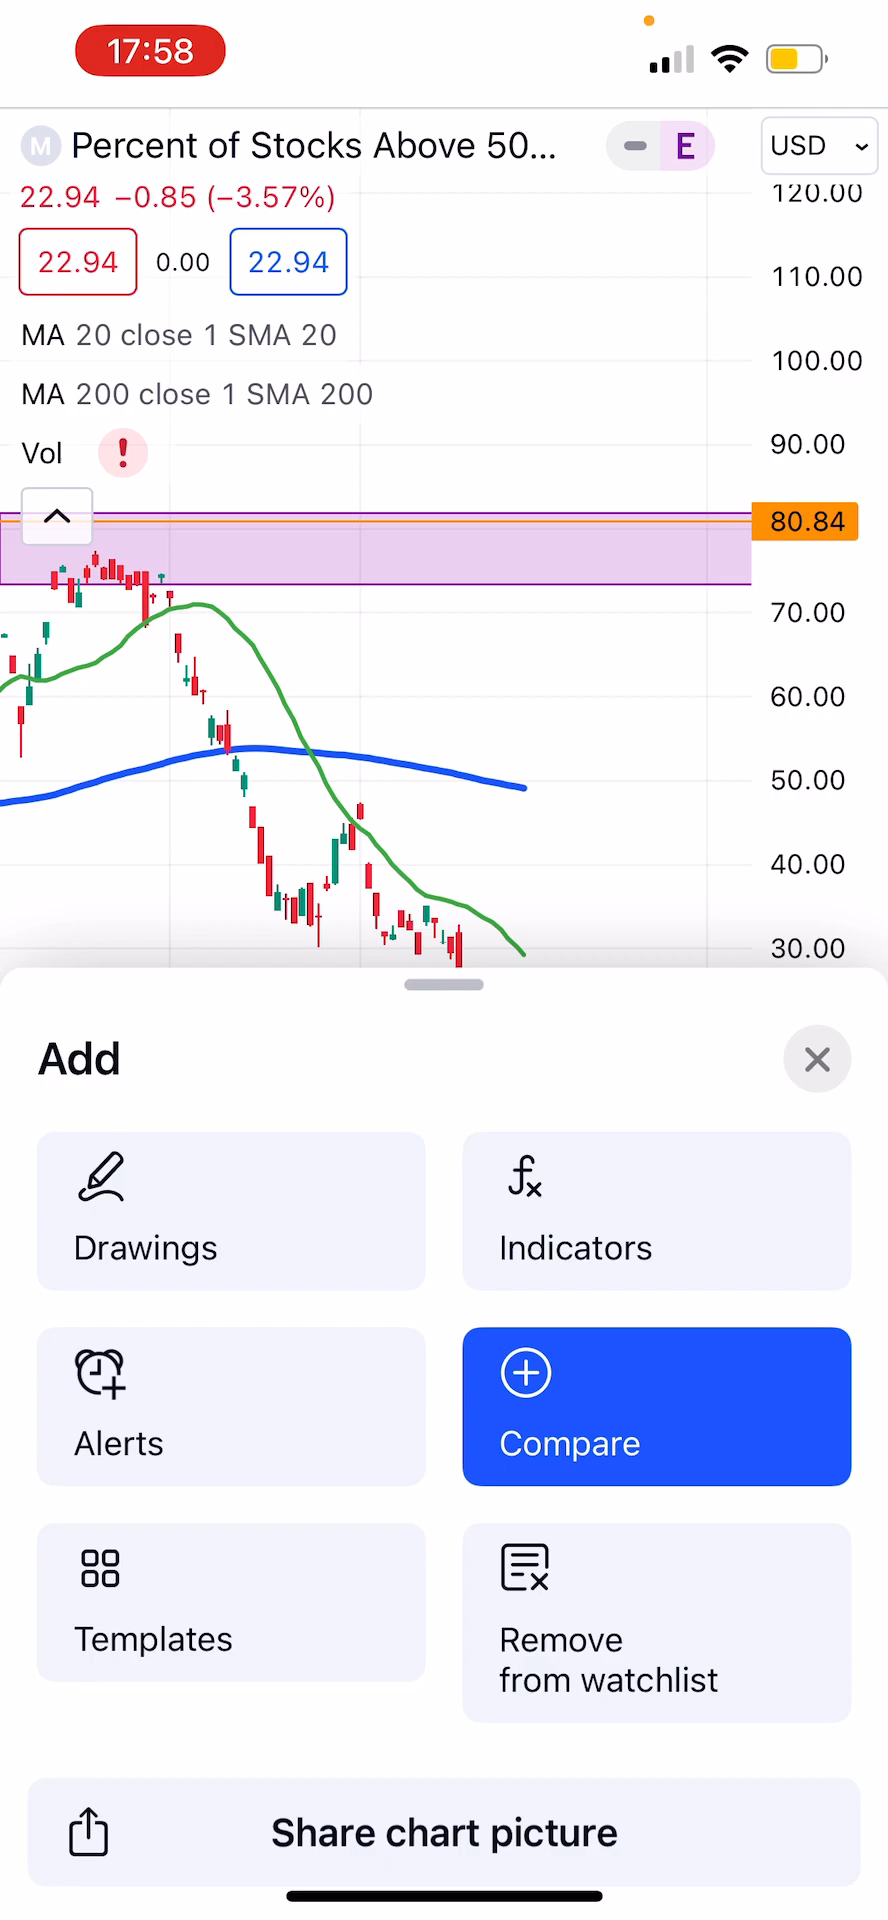 17:58
M Percent of Stocks Above 50... E USD
22.94 −0.85 (−3.57%)
22.94 0.00 22.94
MA 20 close 1 SMA 20
MA 200 close 1 SMA 200
Vol !
120.00
110.00
100.00
90.00
80.84
70.00
60.00
50.00
40.00
30.00
Add
Drawings
Indicators
Alerts
Compare
Templates
Remove
from watchlist
Share chart picture